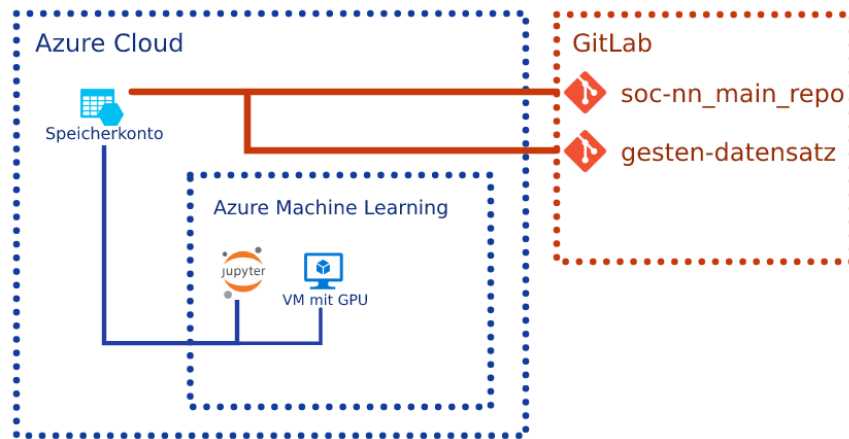 Azure Cloud
GitLab
soc-nn_main_repo
Speicherkonto
gesten-datensatz
Azure Machine Learning
jupyter
VM mit GPU